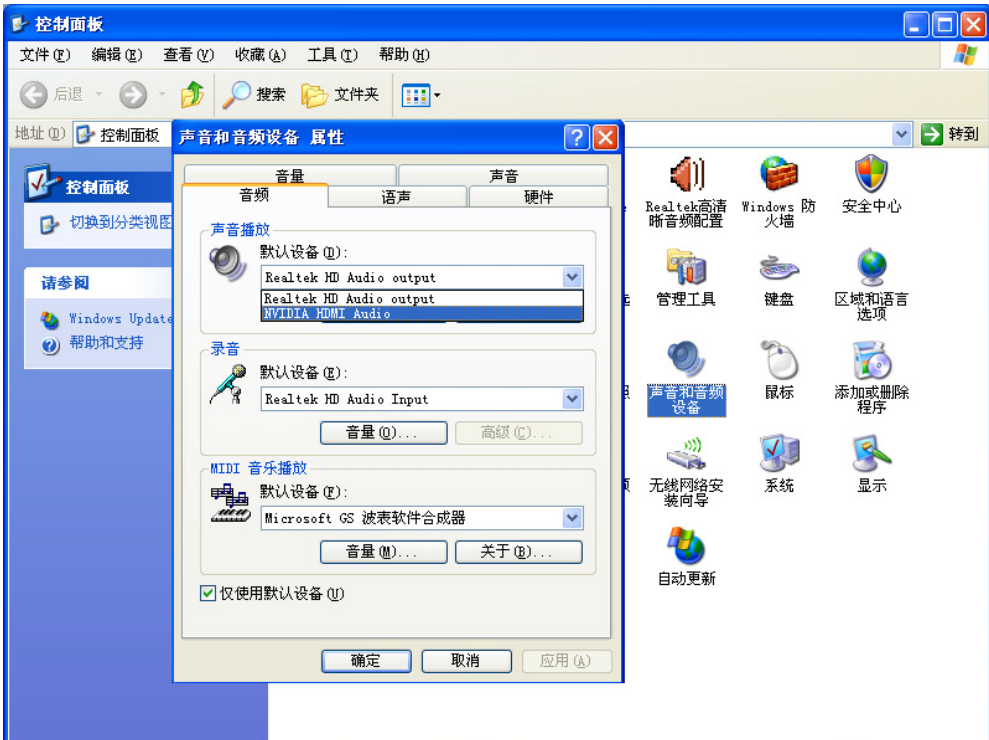 控制面板
文件(F) 编辑(E) 查看(V) 收藏(A) 工具(T) 帮助(H)
后退 搜索 文件夹
地址(D) 控制面板 转到
控制面板
切换到分类视图
请参阅
Windows Update
帮助和支持
声音和音频设备 属性
音量 声音
音频 语声 硬件
声音播放
默认设备(D):
Realtek HD Audio output
Realtek HD Audio output
NVIDIA HDMI Audio
录音
默认设备(E):
Realtek HD Audio Input
音量(O)... 高级(C)...
MIDI 音乐播放
默认设备(F):
Microsoft GS 波表软件合成器
音量(M)... 关于(B)...
仅使用默认设备(U)
确定 取消 应用(A)
Realtek高清
晰音频配置
Windows 防
火墙
安全中心
管理工具
键盘
区域和语言
选项
声音和音频
设备
鼠标
添加或删除
程序
无线网络安
装向导
系统
显示
自动更新